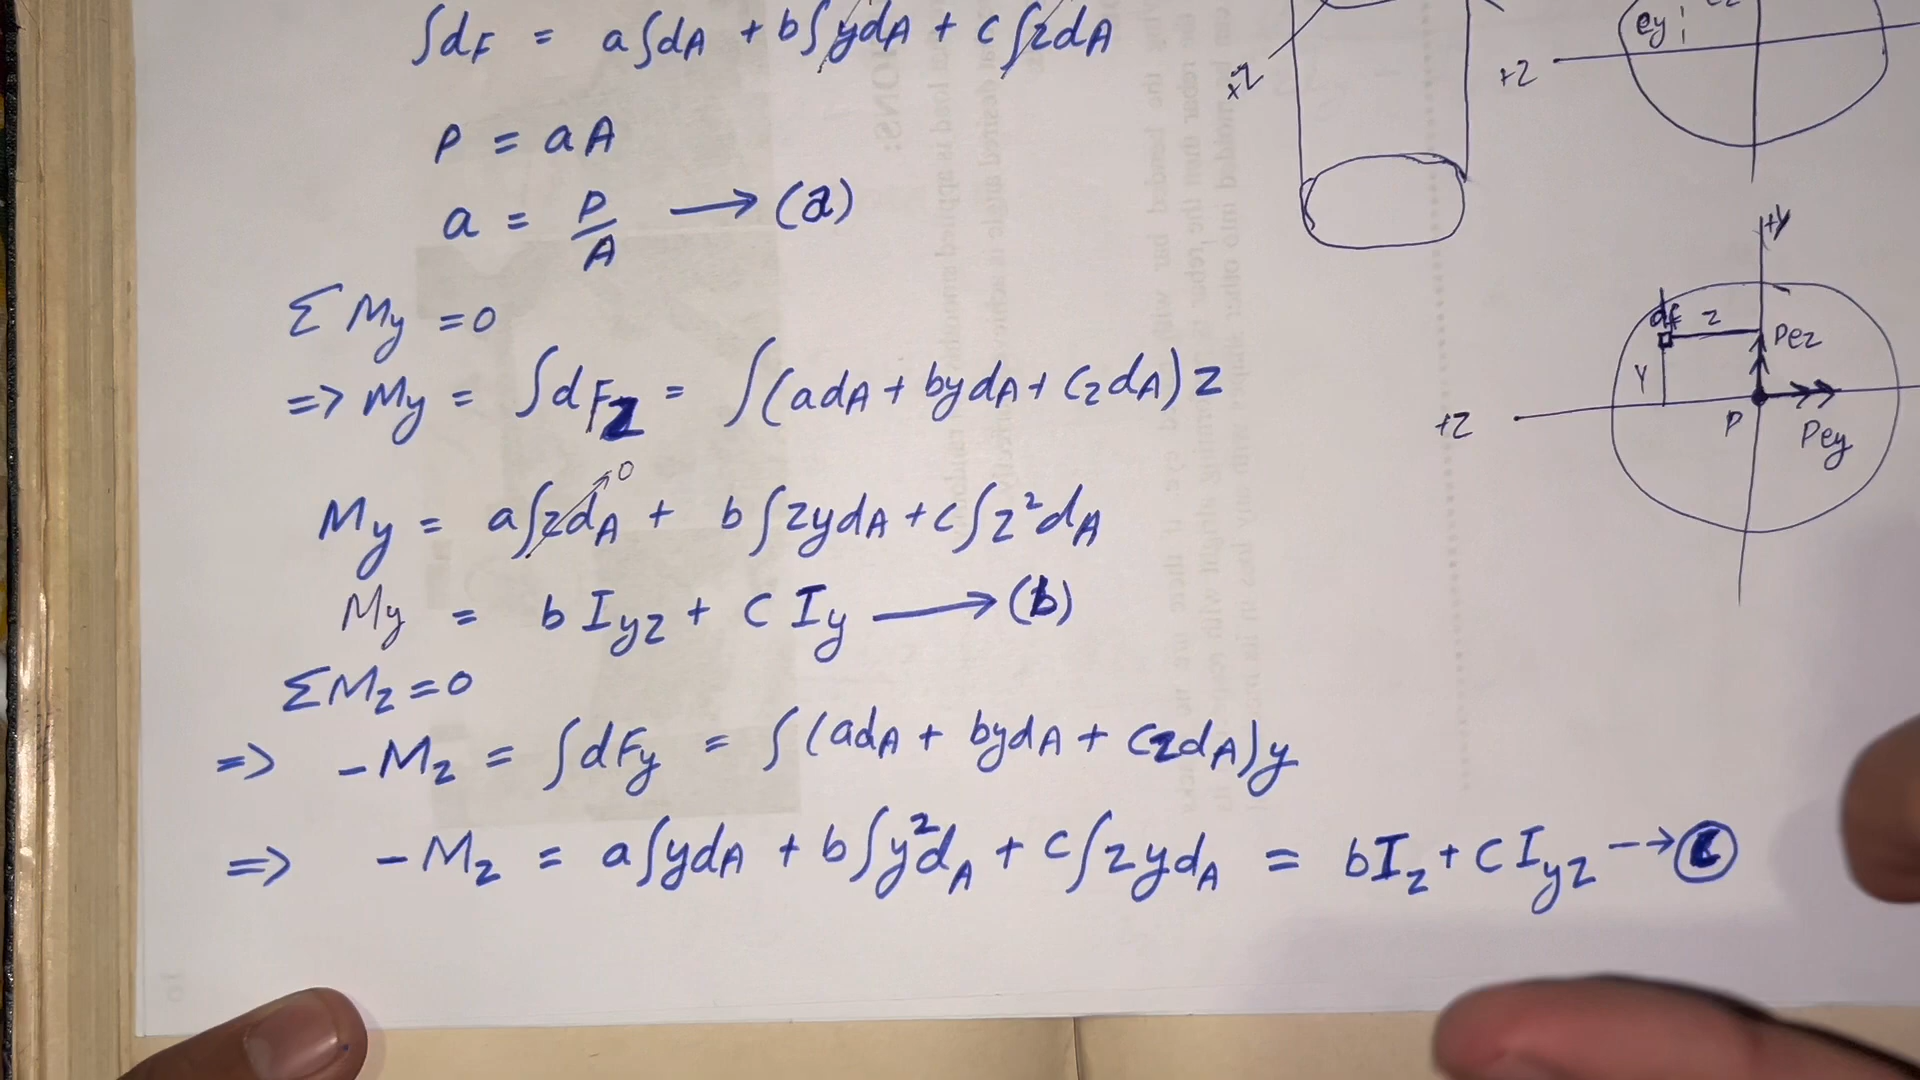 ∫dF = a∫dA + b∫ydA + c∫zdA
P = aA
a = P/A → (a)
ΣMy = 0
=> My = ∫dFz = ∫(adA + bydA + czdA)z
My = a∫zdA→0 + b∫zydA + c∫z²dA
My = bIyz + cIy → (b)
ΣMz = 0
=> -Mz = ∫dFy = ∫(adA + bydA + czdA)y
=> -Mz = a∫ydA + b∫y²dA + c∫zydA = bIz + cIyz → (c)
ey
+z
+y
dF z
Pez
y
+z
P
Pey